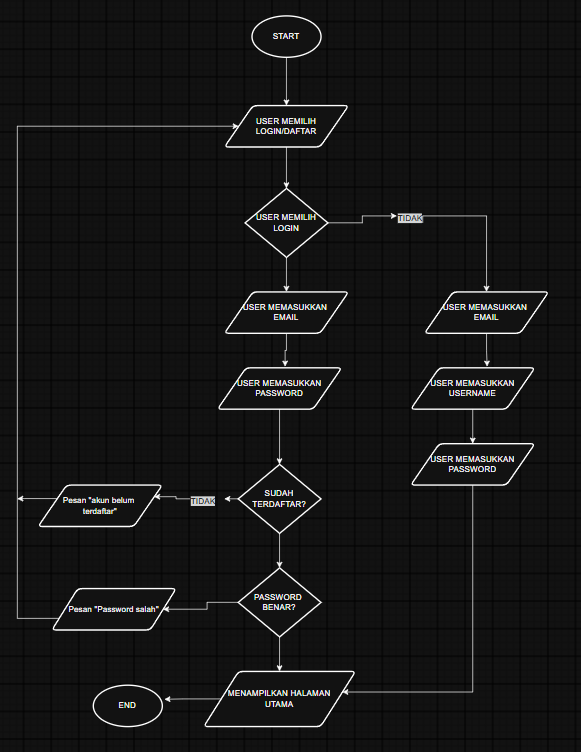 START
USER MEMILIH
LOGIN/DAFTAR
USER MEMILIH
LOGIN
TIDAK
USER MEMASUKKAN
EMAIL
USER MEMASUKKAN
EMAIL
USER MEMASUKKAN
PASSWORD
USER MEMASUKKAN
USERNAME
USER MEMASUKKAN
PASSWORD
SUDAH
TERDAFTAR?
TIDAK
Pesan "akun belum
terdaftar"
PASSWORD
BENAR?
Pesan "Password salah"
MENAMPILKAN HALAMAN
UTAMA
END